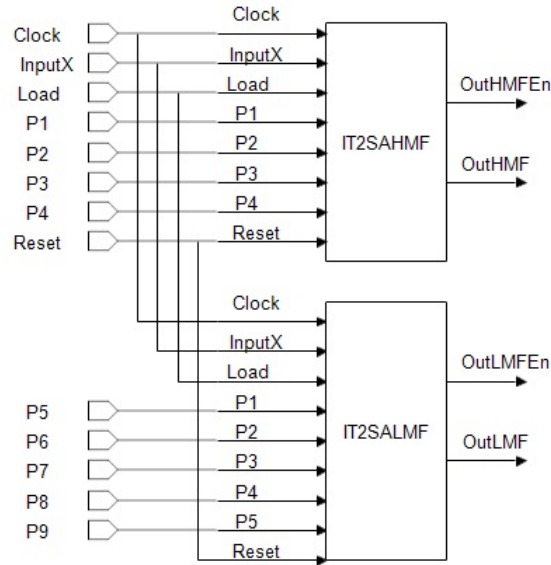 Clock Clock
InputX InputX
Load Load OutHMFEn
P1 P1
P2 P2 IT2SAHMF
P3 P3 OutHMF
P4 P4
Reset Reset
Clock
InputX
Load OutLMFEn
P5 P1
P6 P2 IT2SALMF
P7 P3 OutLMF
P8 P4
P9 P5
Reset